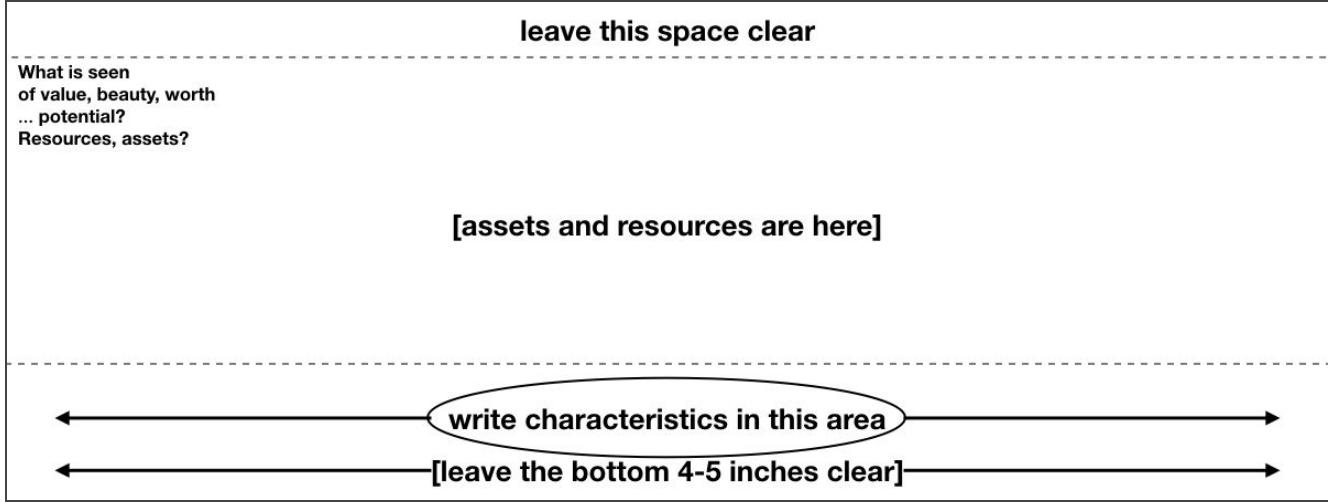 leave this space clear
What is seen
of value, beauty, worth
... potential?
Resources, assets?
[assets and resources are here]
write characteristics in this area
[leave the bottom 4-5 inches clear]